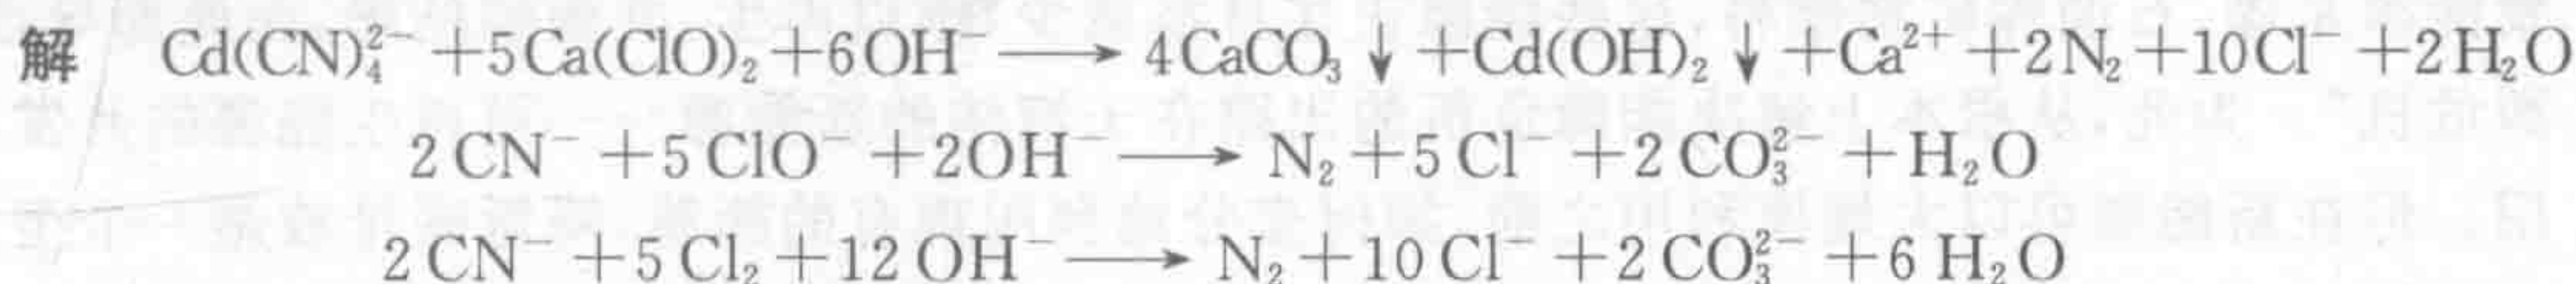 解 Cd(CN)₄²⁻+5Ca(ClO)₂+6OH⁻⟶4CaCO₃↓+Cd(OH)₂↓+Ca²⁺+2N₂+10Cl⁻+2H₂O
2CN⁻+5ClO⁻+2OH⁻⟶N₂+5Cl⁻+2CO₃²⁻+H₂O
2CN⁻+5Cl₂+12OH⁻⟶N₂+10Cl⁻+2CO₃²⁻+6H₂O